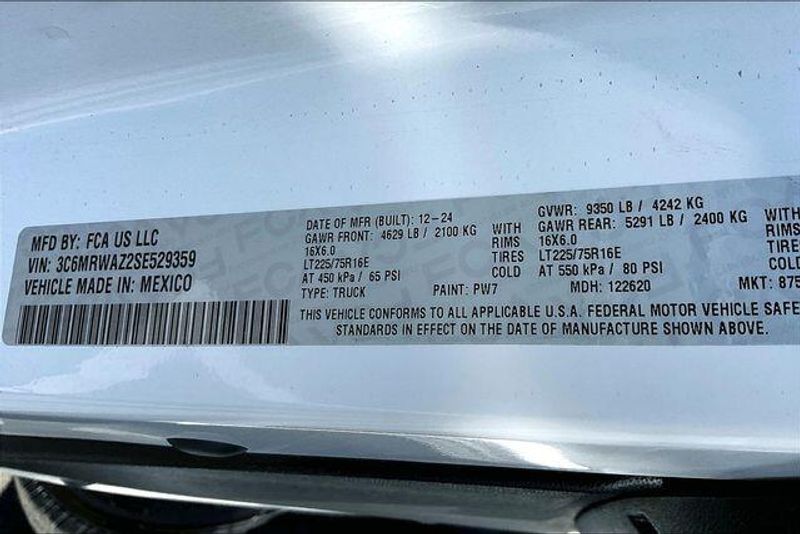 MFD BY: FCA US LLC
VIN: 3C6MRWAZ2SE529359
VEHICLE MADE IN: MEXICO
DATE OF MFR (BUILT): 12-24 GVWR: 9350 LB / 4242 KG
GAWR FRONT: 4629 LB / 2100 KG WITH GAWR REAR: 5291 LB / 2400 KG WITH
16X6.0 RIMS 16X6.0 RIMS
LT225/75R16E TIRES LT225/75R16E TIRE
AT 450 kPa / 65 PSI COLD AT 550 kPa / 80 PSI COLD
TYPE: TRUCK PAINT: PW7 MDH: 122620 MKT: 875
THIS VEHICLE CONFORMS TO ALL APPLICABLE U.S.A. FEDERAL MOTOR VEHICLE SAFE
STANDARDS IN EFFECT ON THE DATE OF MANUFACTURE SHOWN ABOVE.